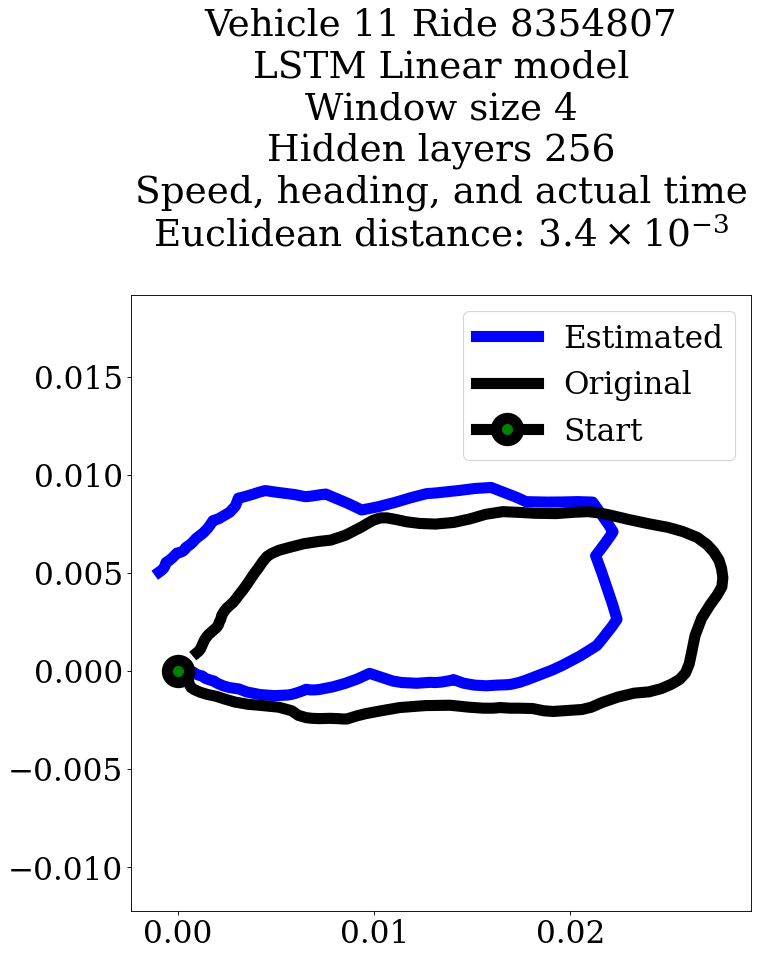 Vehicle 11 Ride 8354807
LSTM Linear model
Window size 4
Hidden layers 256
Speed, heading, and actual time
Euclidean distance: 3.4 × 10⁻³
Estimated
Original
Start
0.015
0.010
0.005
0.000
−0.005
−0.010
0.00 0.01 0.02